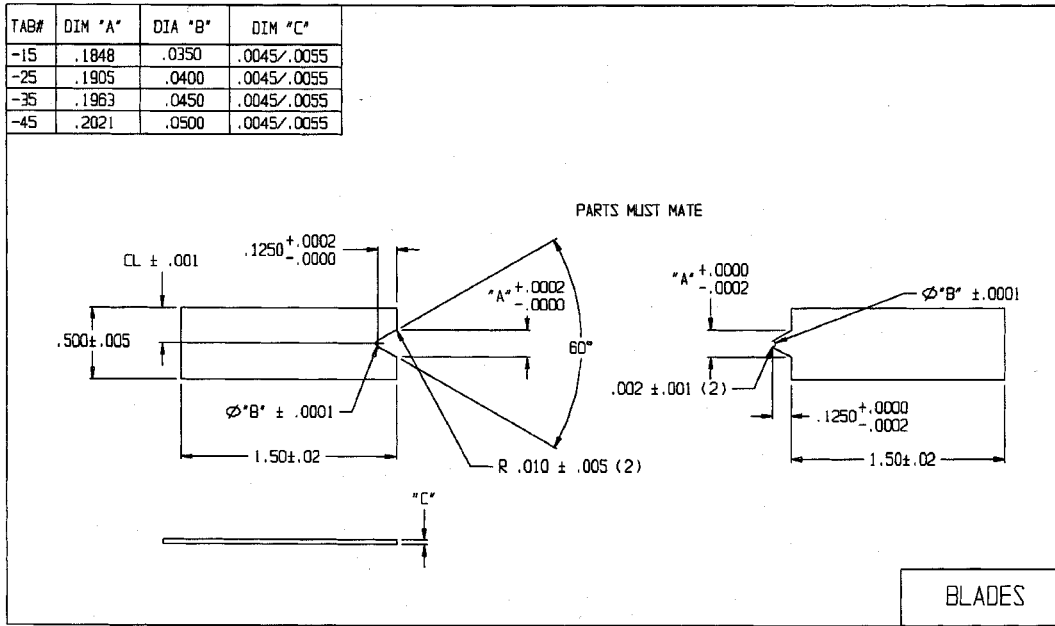 TAB# DIM "A" DIA "B" DIM "C"
-15 .1848 .0350 .0045/.0055
-25 .1905 .0400 .0045/.0055
-35 .1963 .0450 .0045/.0055
-45 .2021 .0500 .0045/.0055
PARTS MUST MATE
CL ± .001
.1250 +.0002 -.0000
"A" +.0002 -.0000
.500±.005
60°
Ø"B" ± .0001
1.50±.02
R .010 ± .005 (2)
"C"
"A" +.0000 -.0002
Ø"B" ±.0001
.002 ±.001 (2)
.1250 +.0000 -.0002
1.50±.02
BLADES